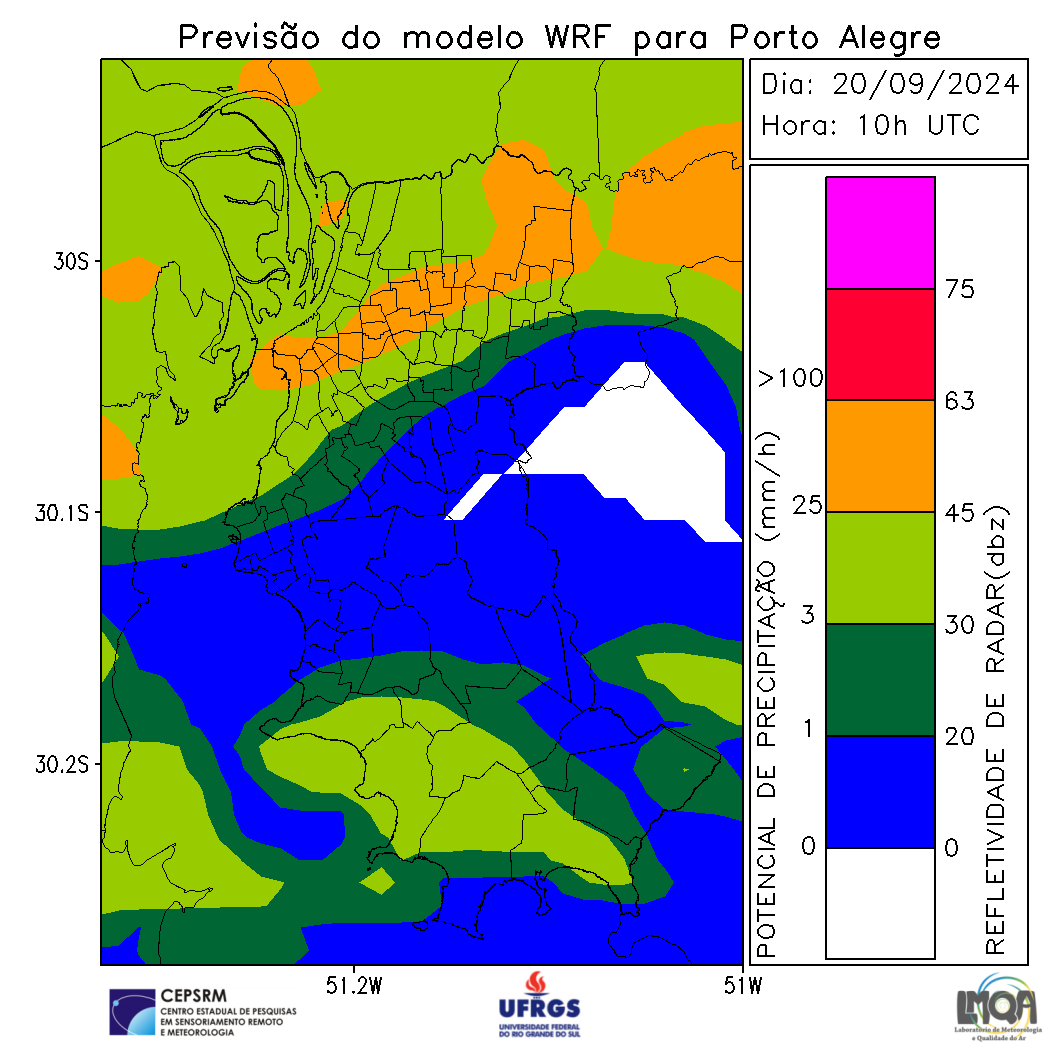 Previsão do modelo WRF para Porto Alegre
Dia: 20/09/2024
Hora: 10h UTC
30S
30.1S
30.2S
51.2W
51W
POTENCIAL DE PRECIPITAÇÃO (mm/h)
>100
25
3
1
0
75
63
45
30
20
0
REFLETIVIDADE DE RADAR(dbz)
CEPSRM
CENTRO ESTADUAL DE PESQUISAS
EM SENSORIAMENTO REMOTO
E METEOROLOGIA
UFRGS
UNIVERSIDADE FEDERAL
DO RIO GRANDE DO SUL
LMQA
Laboratório de Meteorologia
e Qualidade do Ar